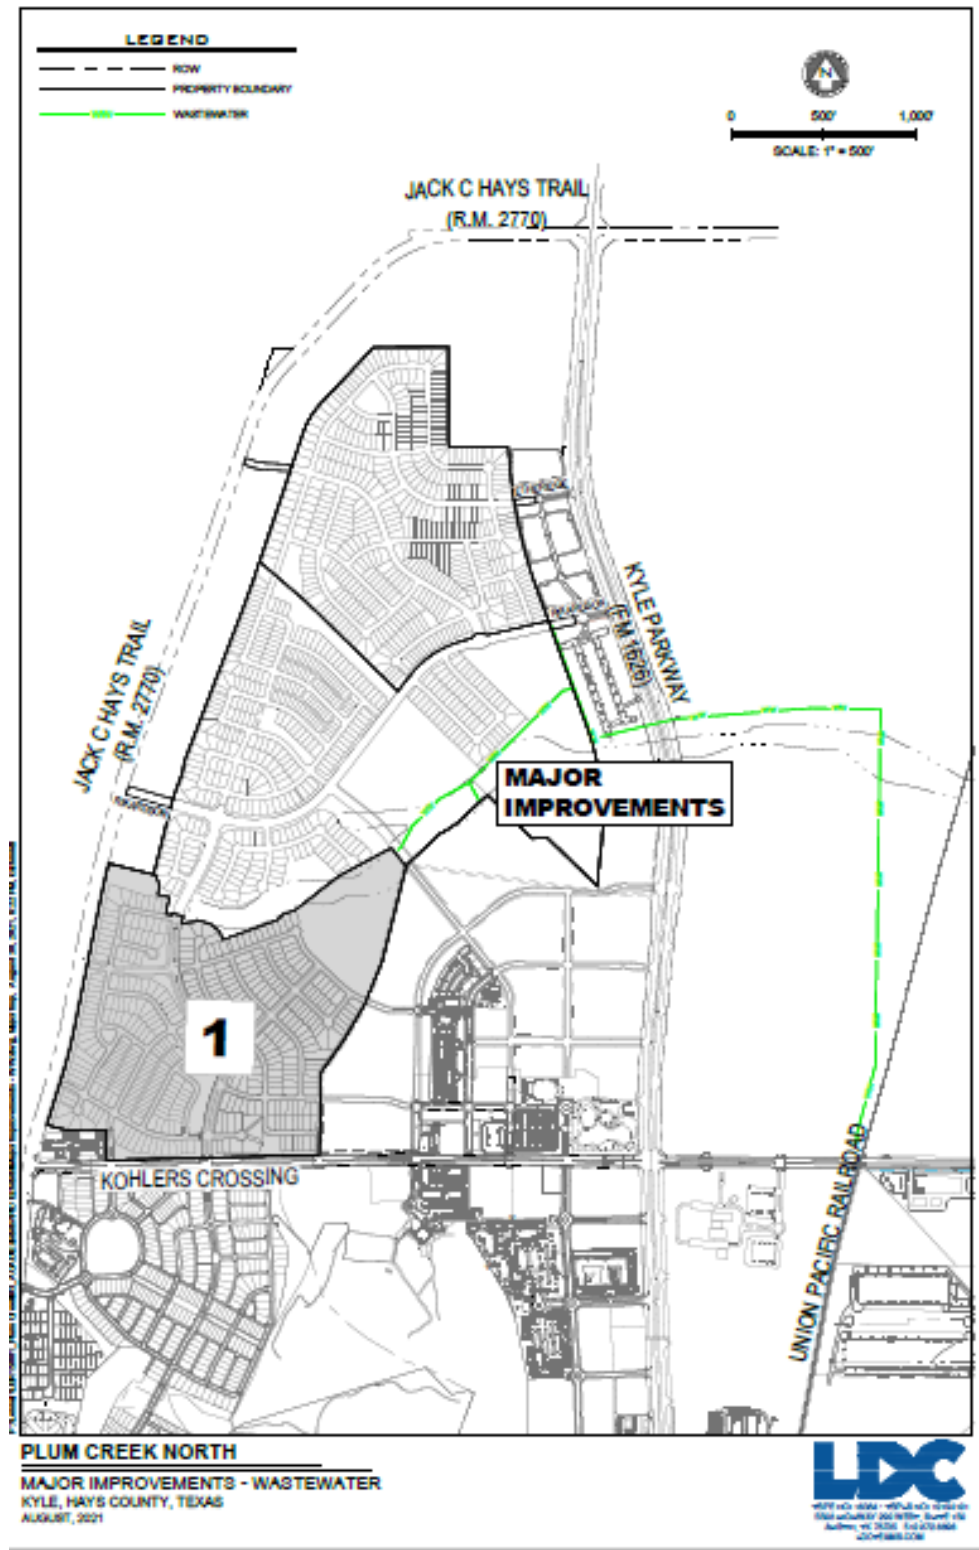 LEGEND
ROW
PROPERTY BOUNDARY
WASTEWATER
N
0 500' 1,000'
SCALE: 1" = 500'
JACK C HAYS TRAIL
(R.M. 2770)
KYLE PARKWAY
(FM 1626)
JACK C HAYS TRAIL
(R.M. 2770)
MAJOR
IMPROVEMENTS
1
KOHLERS CROSSING
UNION PACIFIC RAILROAD
PLUM CREEK NORTH
MAJOR IMPROVEMENTS - WASTEWATER
KYLE, HAYS COUNTY, TEXAS
AUGUST, 2021
LDC